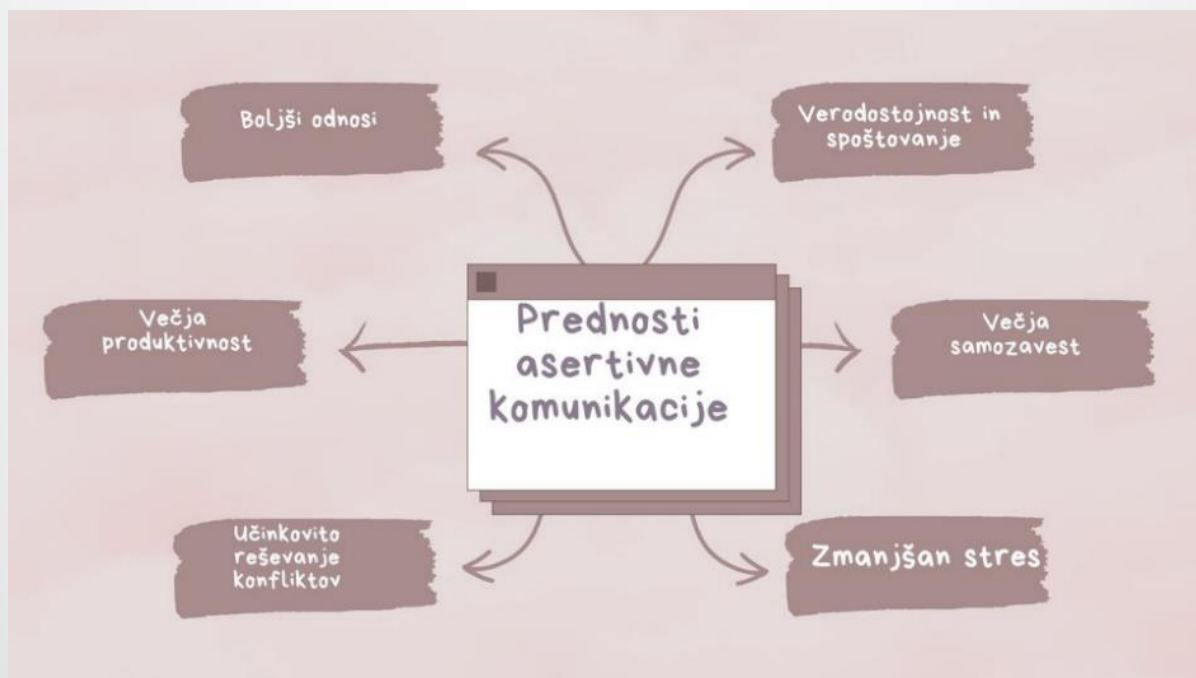 Boljši odnosi
Verodostojnost in
spoštovanje
Večja
produktivnost
Prednosti
asertivne
komunikacije
Večja
samozavest
Učinkovito
reševanje
konfliktov
Zmanjšan stres